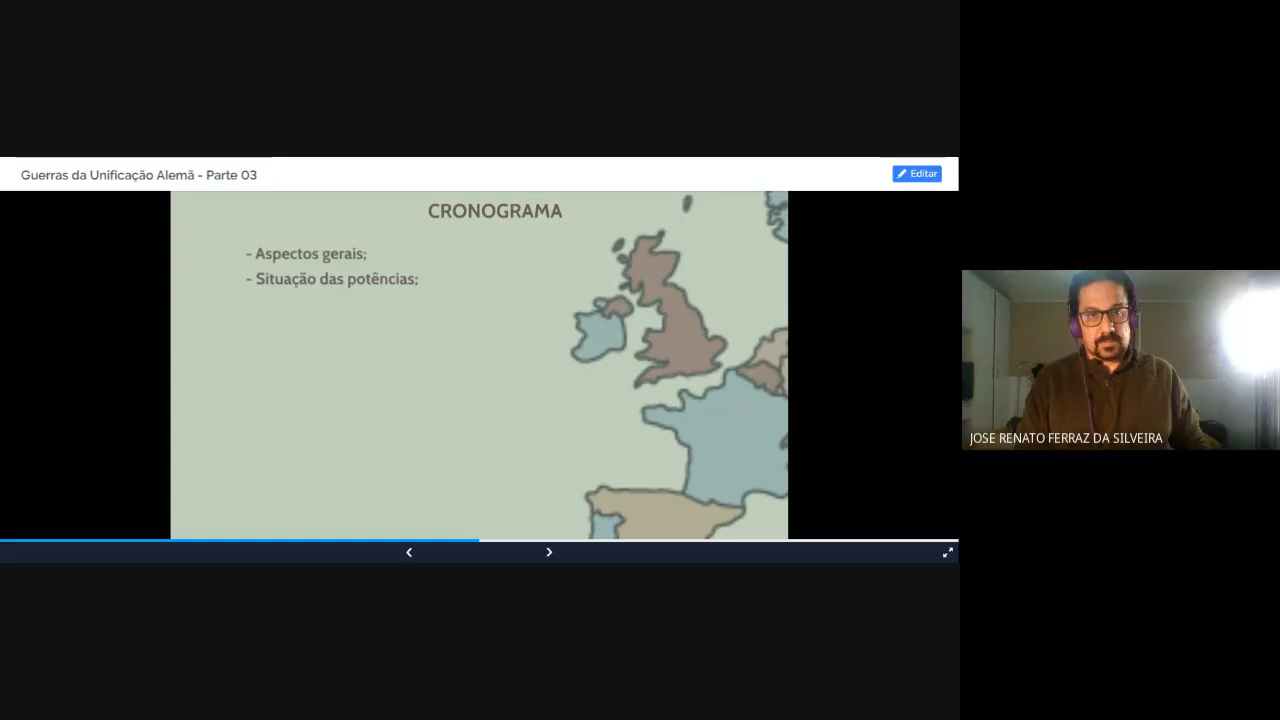 Guerras da Unificação Alemã - Parte 03
Editar
CRONOGRAMA
- Aspectos gerais;
- Situação das potências;
JOSE RENATO FERRAZ DA SILVEIRA